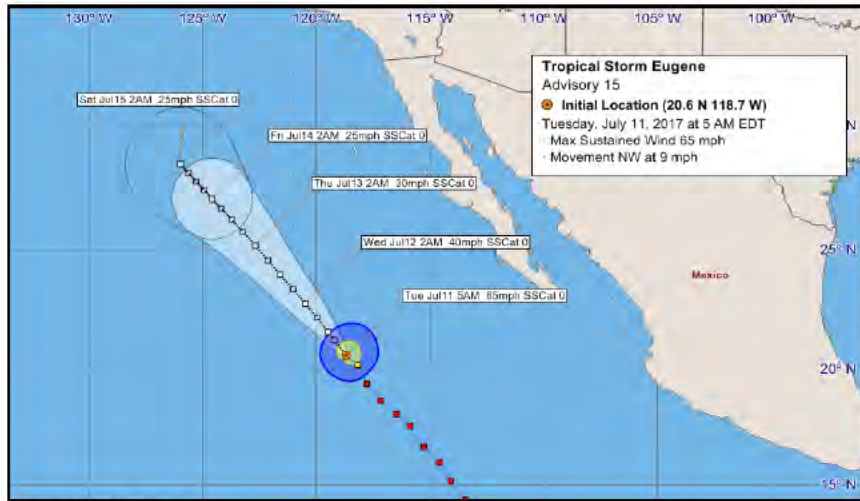 130° W 125° W 120° W 115° W 110° W 105° W 100° W
Tropical Storm Eugene
Advisory 15
Initial Location (20.6 N 118.7 W)
Tuesday, July 11, 2017 at 5 AM EDT
· Max Sustained Wind 65 mph
· Movement NW at 9 mph
Sat Jul15 2AM 25mph SSCat 0
Fri Jul14 2AM 25mph SSCat 0
Thu Jul13 2AM 30mph SSCat 0
Wed Jul12 2AM 40mph SSCat 0
25° N
Mexico
Tue Jul11 5AM 65mph SSCat 0
20° N
15° N